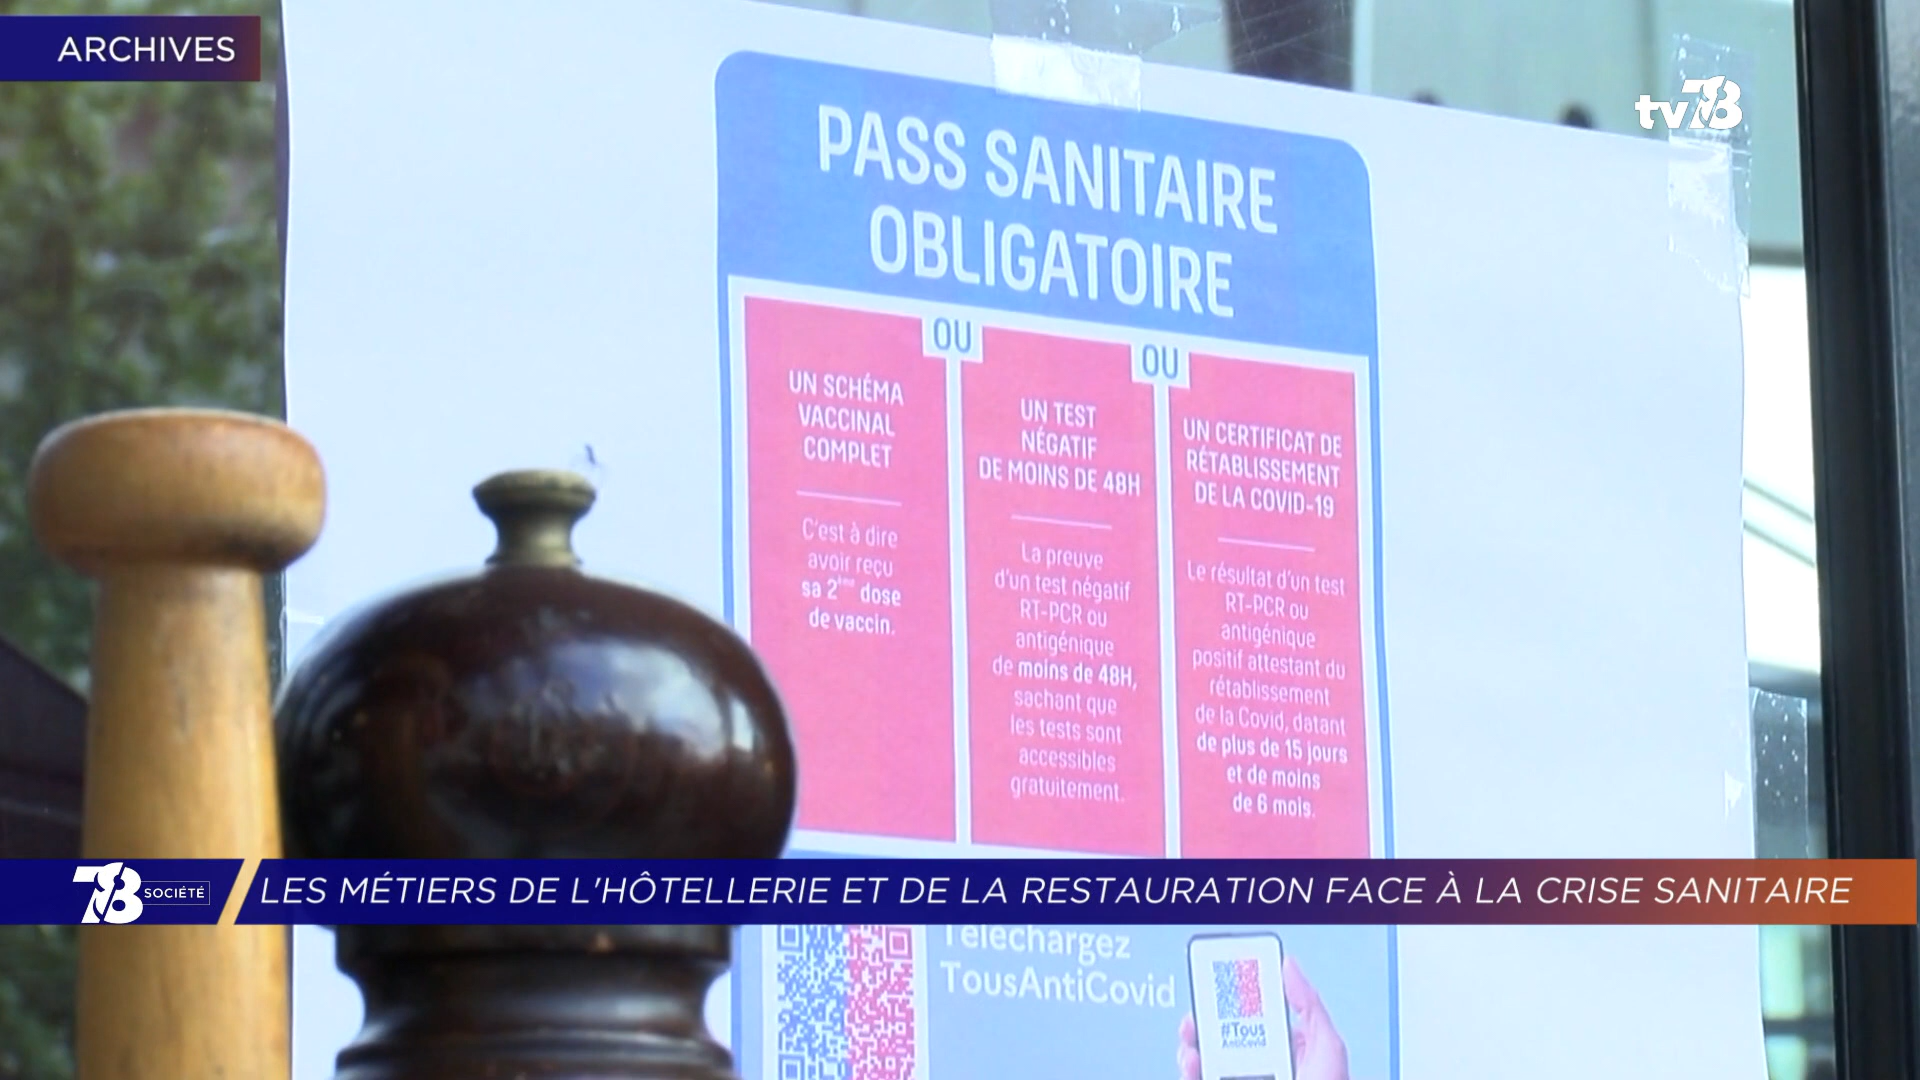 ARCHIVES
tv78
PASS SANITAIRE
OBLIGATOIRE
OU
OU
UN SCHÉMA
VACCINAL
COMPLET
C'est à dire
avoir reçu
sa 2ème dose
de vaccin.
UN TEST
NÉGATIF
DE MOINS DE 48H
La preuve
d'un test négatif
RT-PCR ou
antigénique
de moins de 48H,
sachant que
les tests sont
accessibles
gratuitement.
UN CERTIFICAT DE
RÉTABLISSEMENT
DE LA COVID-19
Le résultat d'un test
RT-PCR ou
antigénique
positif attestant du
rétablissement
de la Covid, datant
de plus de 15 jours
et de moins
de 6 mois.
78 SOCIÉTÉ
LES MÉTIERS DE L'HÔTELLERIE ET DE LA RESTAURATION FACE À LA CRISE SANITAIRE
Téléchargez
TousAntiCovid
#Tous
AntiCovid